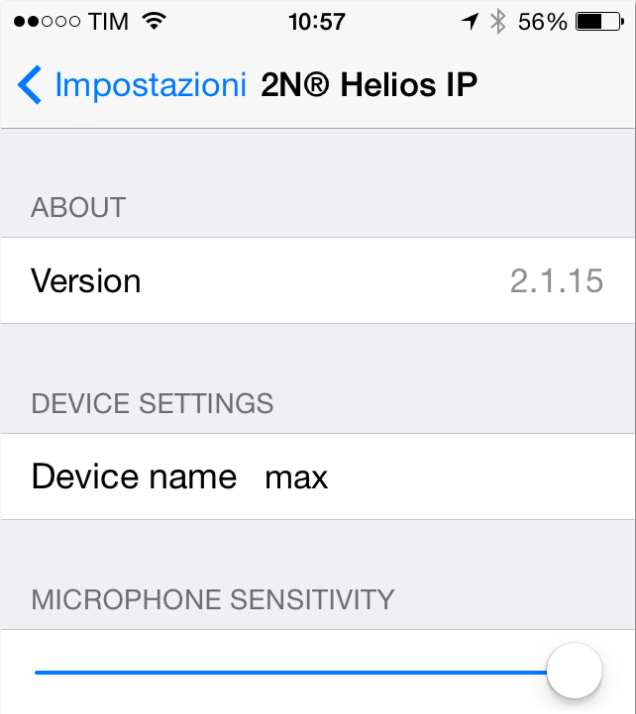 TIM 10:57 56%
Impostazioni 2N® Helios IP
ABOUT
Version 2.1.15
DEVICE SETTINGS
Device name max
MICROPHONE SENSITIVITY